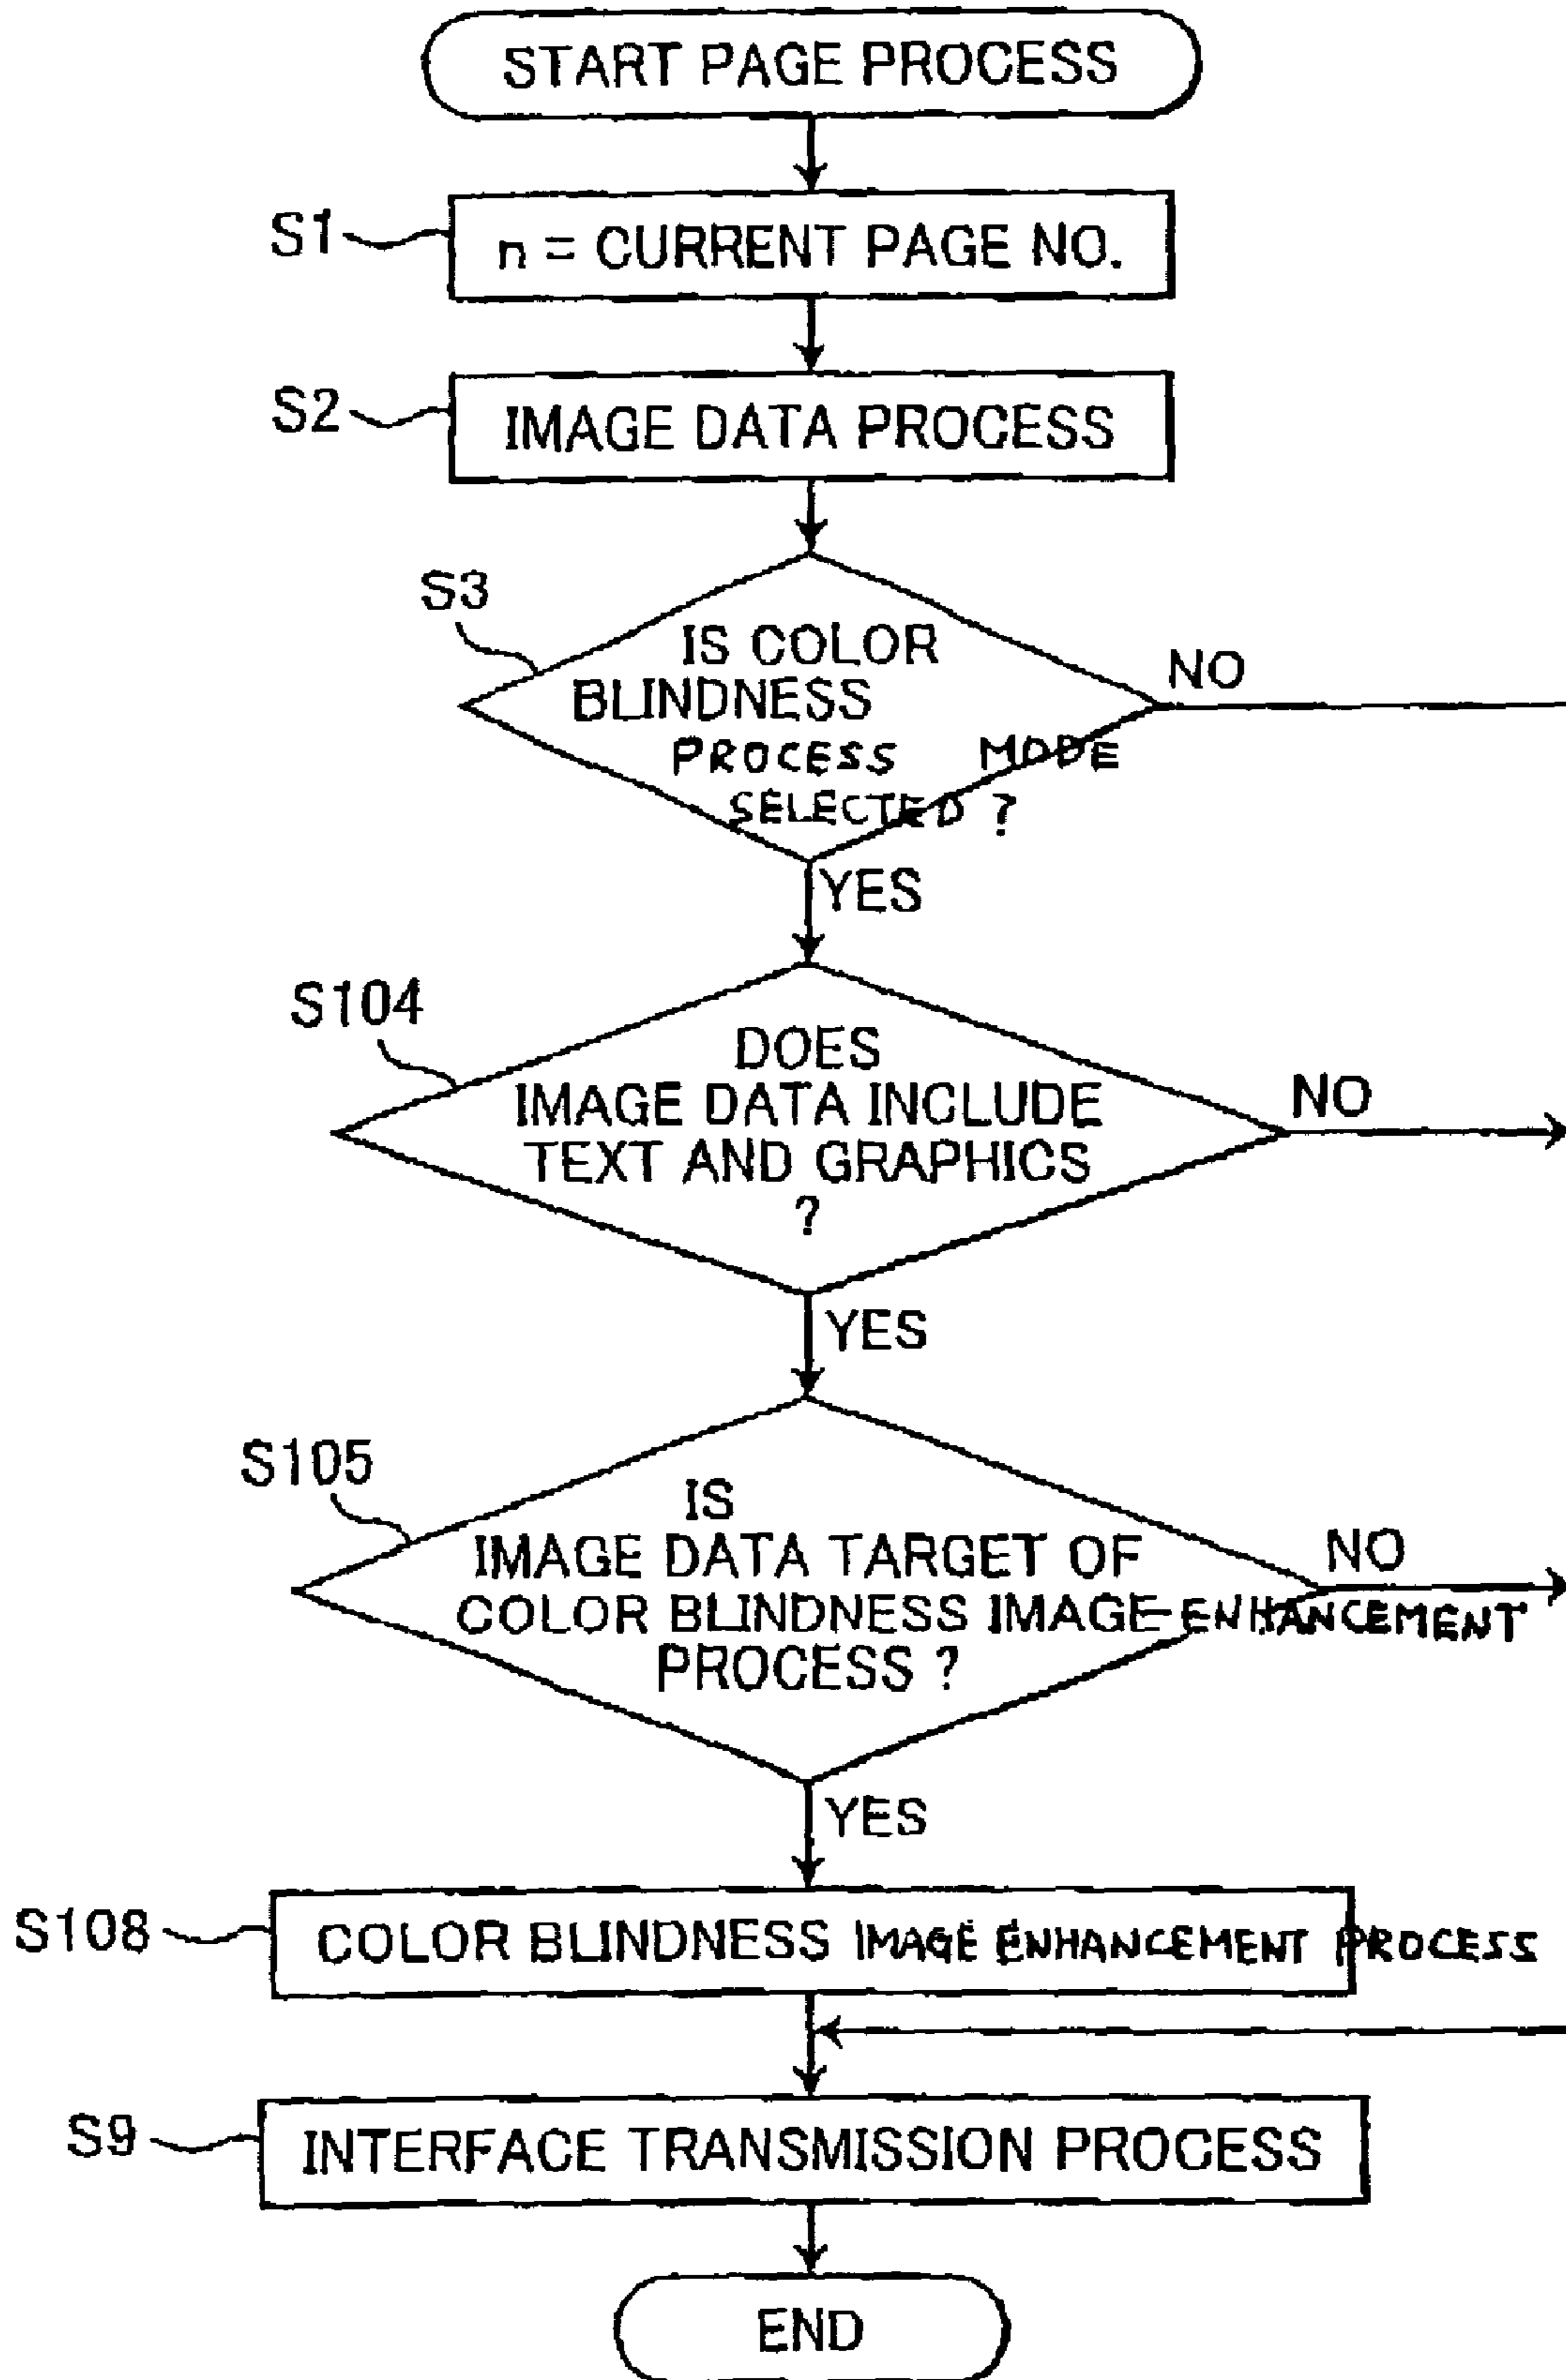 START PAGE PROCESS
S1
n = CURRENT PAGE NO.
S2
IMAGE DATA PROCESS
S3
IS COLOR
BLINDNESS
PROCESS MODE
SELECTED ?
NO
YES
S104
DOES
IMAGE DATA INCLUDE
TEXT AND GRAPHICS
?
NO
YES
S105
IS
IMAGE DATA TARGET OF
COLOR BLINDNESS IMAGE ENHANCEMENT
PROCESS ?
NO
YES
S108
COLOR BLINDNESS IMAGE ENHANCEMENT PROCESS
S9
INTERFACE TRANSMISSION PROCESS
END